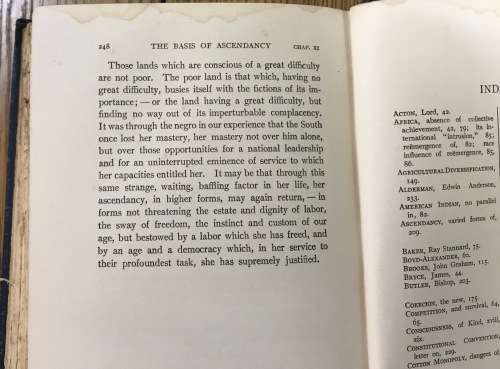 248 THE BASIS OF ASCENDANCY CHAP. XI
Those lands which are conscious of a great difficulty
are not poor. The poor land is that which, having no
great difficulty, busies itself with the fictions of its im-
portance; — or the land having a great difficulty, but
finding no way out of its imperturbable complacency.
It was through the negro in our experience that the South
once lost her mastery, her mastery not over him alone,
but over those opportunities for a national leadership
and for an uninterrupted eminence of service to which
her capacities entitled her. It may be that through this
same strange, waiting, baffling factor in her life, her
ascendancy, in higher forms, may again return, — in
forms not threatening the estate and dignity of labor,
the sway of freedom, the instinct and custom of our
age, but bestowed by a labor which she has freed, and
by an age and a democracy which, in her service to
their profoundest task, she has supremely justified.
IND
ACTON, Lord, 42.
AFRICA, absence of collective
achievement, 42, 79; its in-
ternational "intrusion," 85;
reëmergence of, 82; race
influence of reëmergence, 85,
86.
AGRICULTURAL DIVERSIFICATION,
149.
ALDERMAN, Edwin Anderson,
233.
AMERICAN INDIAN, no parallel
in, 82.
ASCENDANCY, varied forms of,
209.
BAKER, Ray Stannard, 75.
BOYD-ALEXANDER, 60.
BROOKS, John Graham, 115.
BRYCE, James, 44.
BUTLER, Bishop, 203.
COERCION, the new, 175.
COMPETITION, and survival, 64,
65.
CONSCIOUSNESS, of Kind, xviii,
xix.
CONSTITUTIONAL CONVENTION,
letter on, 229.
COTTON MONOPOLY, dangers of